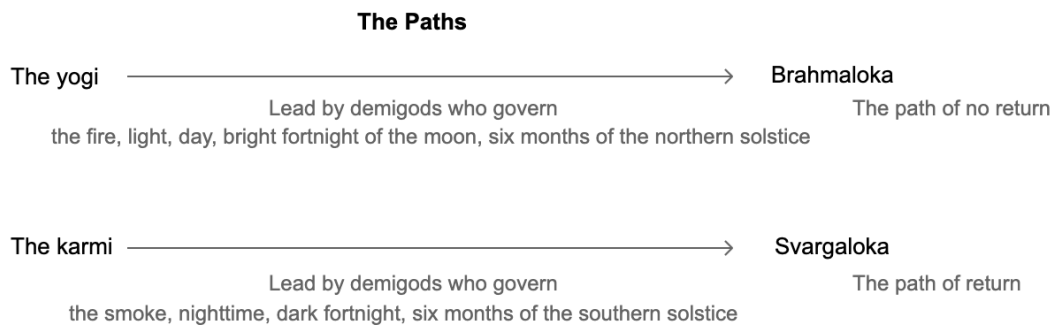 The Paths
The yogi
Brahmaloka
Lead by demigods who govern
The path of no return
the fire, light, day, bright fortnight of the moon, six months of the northern solstice
The karmi
Svargaloka
Lead by demigods who govern
The path of return
the smoke, nighttime, dark fortnight, six months of the southern solstice